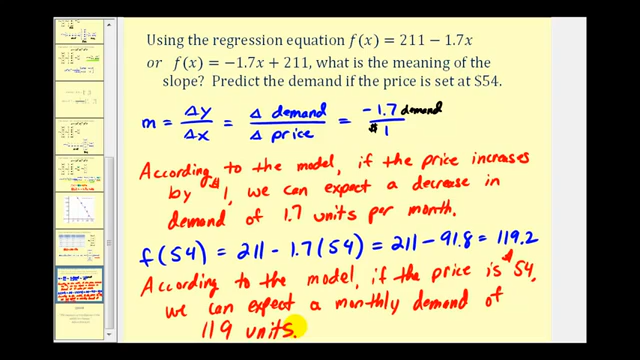 Using the regression equation f(x) = 211 − 1.7x
or f(x) = −1.7x + 211, what is the meaning of the
slope? Predict the demand if the price is set at S54.
m = Δy/Δx = Δ demand/Δ price = −1.7 demand/$1
According to the model, if the price increases
by $1, we can expect a decrease in
demand of 1.7 units per month.
f(54) = 211 − 1.7(54) = 211 − 91.8 = 119.2
According to the model, if the price is $54,
we can expect a monthly demand of
119 units.